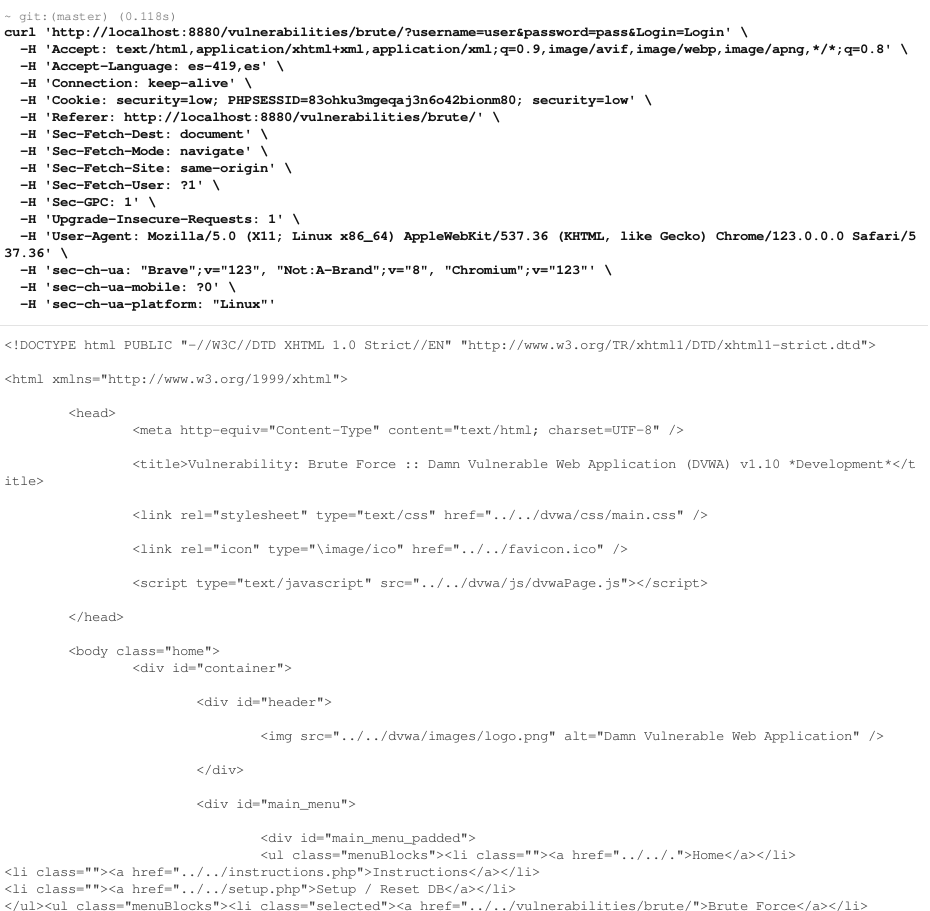 ~ git:(master) (0.118s)
curl 'http://localhost:8880/vulnerabilities/brute/?username=user&password=pass&Login=Login' \
  -H 'Accept: text/html,application/xhtml+xml,application/xml;q=0.9,image/avif,image/webp,image/apng,*/*;q=0.8' \
  -H 'Accept-Language: es-419,es' \
  -H 'Connection: keep-alive' \
  -H 'Cookie: security=low; PHPSESSID=83ohku3mgeqaj3n6o42bionm80; security=low' \
  -H 'Referer: http://localhost:8880/vulnerabilities/brute/' \
  -H 'Sec-Fetch-Dest: document' \
  -H 'Sec-Fetch-Mode: navigate' \
  -H 'Sec-Fetch-Site: same-origin' \
  -H 'Sec-Fetch-User: ?1' \
  -H 'Sec-GPC: 1' \
  -H 'Upgrade-Insecure-Requests: 1' \
  -H 'User-Agent: Mozilla/5.0 (X11; Linux x86_64) AppleWebKit/537.36 (KHTML, like Gecko) Chrome/123.0.0.0 Safari/5
37.36' \
  -H 'sec-ch-ua: "Brave";v="123", "Not:A-Brand";v="8", "Chromium";v="123"' \
  -H 'sec-ch-ua-mobile: ?0' \
  -H 'sec-ch-ua-platform: "Linux"'
<!DOCTYPE html PUBLIC "-//W3C//DTD XHTML 1.0 Strict//EN" "http://www.w3.org/TR/xhtml1/DTD/xhtml1-strict.dtd">
<html xmlns="http://www.w3.org/1999/xhtml">
        <head>
                <meta http-equiv="Content-Type" content="text/html; charset=UTF-8" />
                <title>Vulnerability: Brute Force :: Damn Vulnerable Web Application (DVWA) v1.10 *Development*</t
itle>
                <link rel="stylesheet" type="text/css" href="../../dvwa/css/main.css" />
                <link rel="icon" type="\image/ico" href="../../favicon.ico" />
                <script type="text/javascript" src="../../dvwa/js/dvwaPage.js"></script>
        </head>
        <body class="home">
                <div id="container">
                        <div id="header">
                                <img src="../../dvwa/images/logo.png" alt="Damn Vulnerable Web Application" />
                        </div>
                        <div id="main_menu">
                                <div id="main_menu_padded">
                                <ul class="menuBlocks"><li class=""><a href="../../.">Home</a></li>
<li class=""><a href="../../instructions.php">Instructions</a></li>
<li class=""><a href="../../setup.php">Setup / Reset DB</a></li>
</ul><ul class="menuBlocks"><li class="selected"><a href="../../vulnerabilities/brute/">Brute Force</a></li>